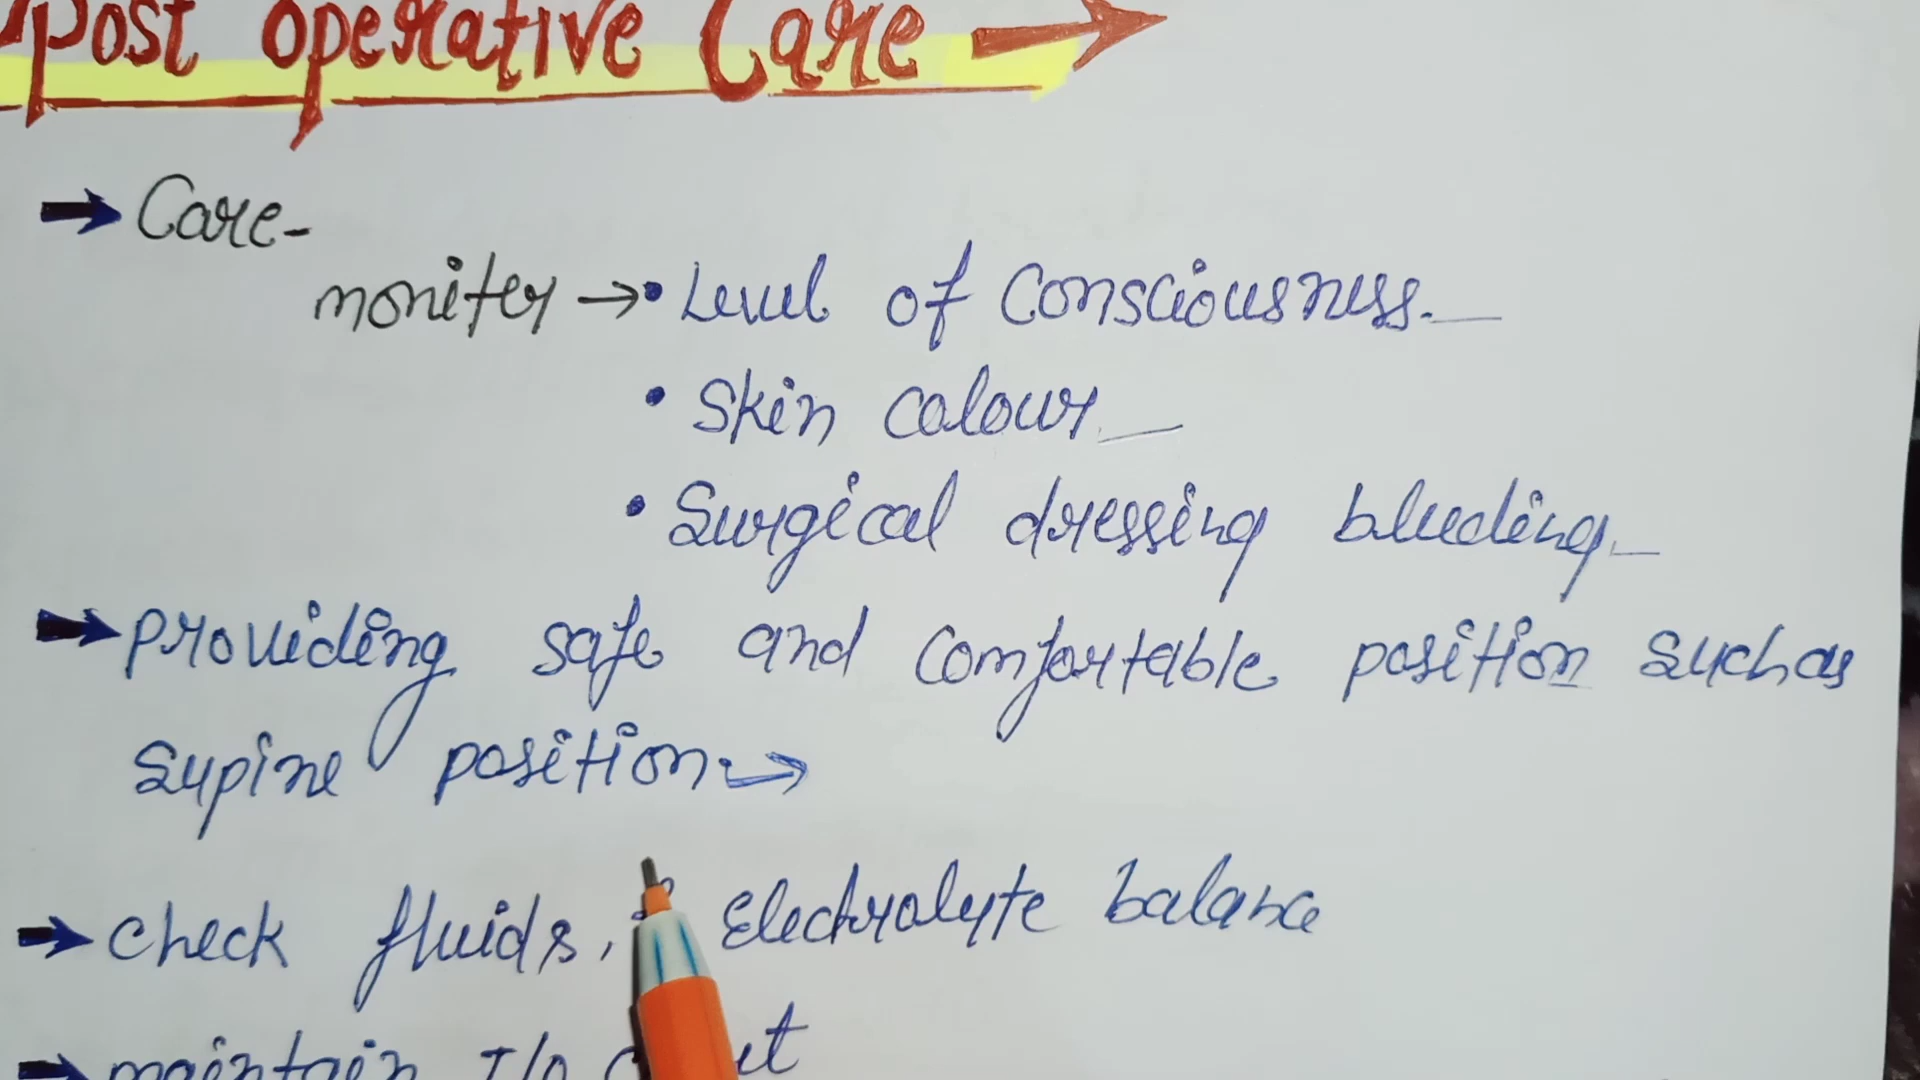 Post operative Care
Care-
moniter → • Level of Consciousness.
• Skin Colour
• Surgical dressing bleeding
Providing safe and Comfortable position such as
Supine position. →
Check fluids, Electrolyte balance
maintain I/O